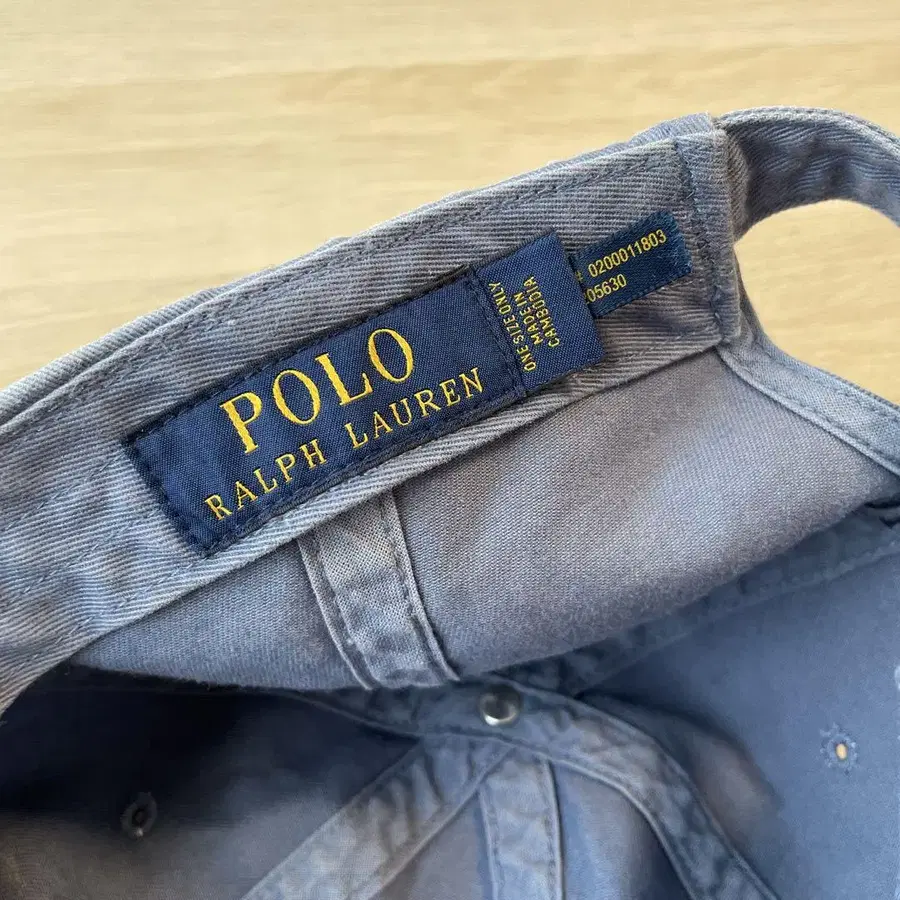 POLO
RALPH LAUREN
ONE SIZE ONLY
MADE IN
CAMBODIA
0200011803
05630